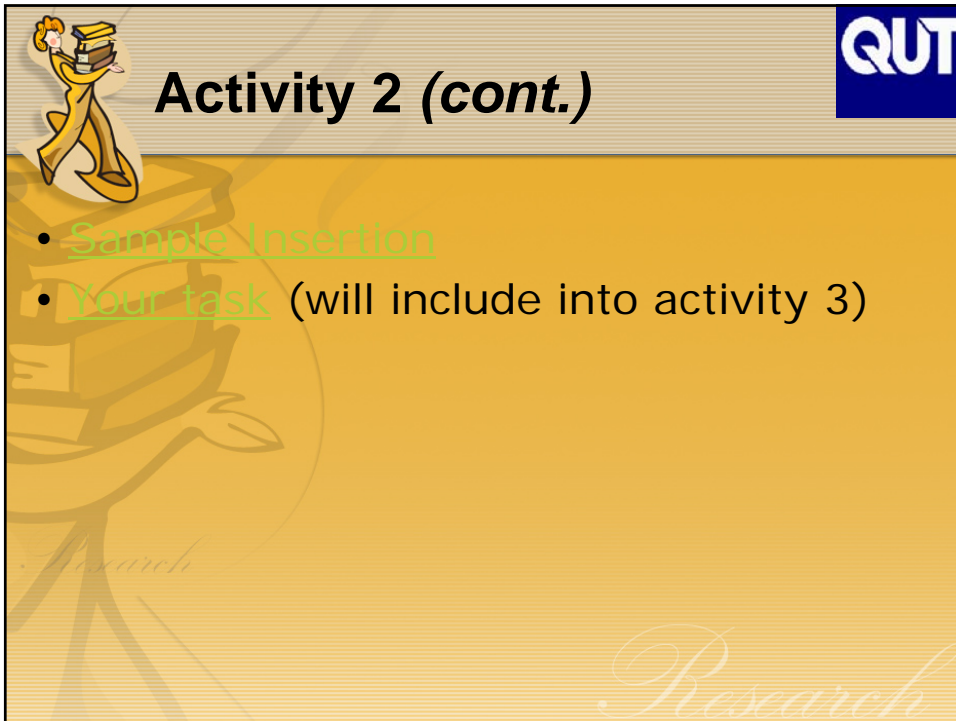 QUT
Activity 2 (cont.)
• Sample Insertion
• Your task (will include into activity 3)
Research
Research